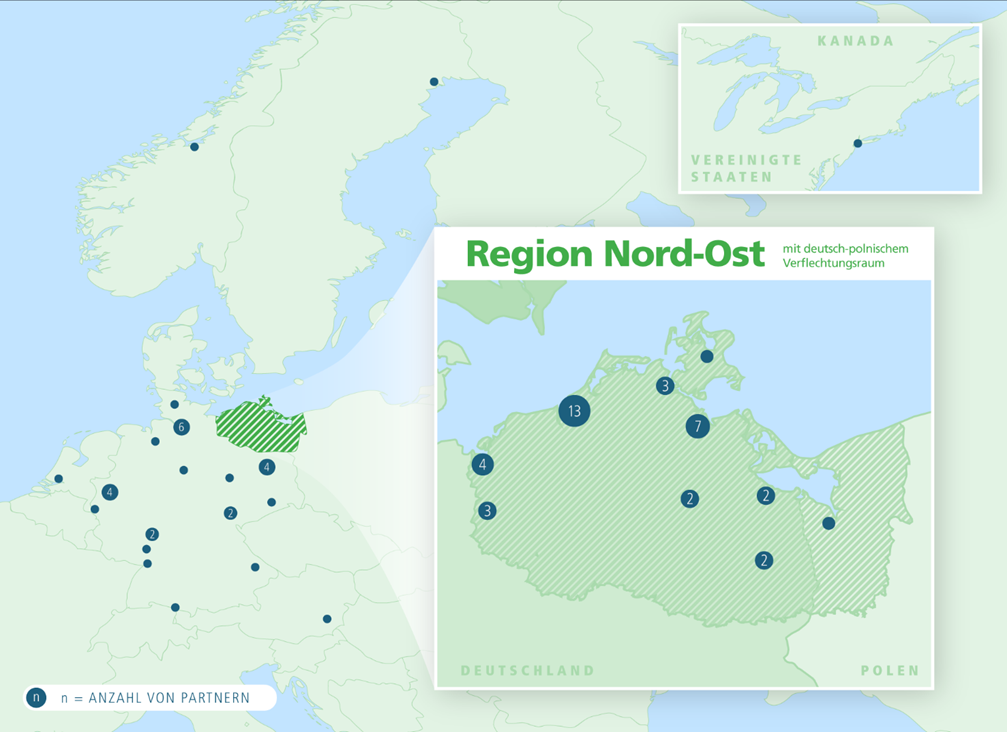 KANADA
VEREINIGTE
STAATEN
Region Nord-Ost
mit deutsch-polnischem
Verflechtungsraum
3
13
7
4
2
2
3
2
DEUTSCHLAND
POLEN
6
4
4
2
2
n
n = ANZAHL VON PARTNERN